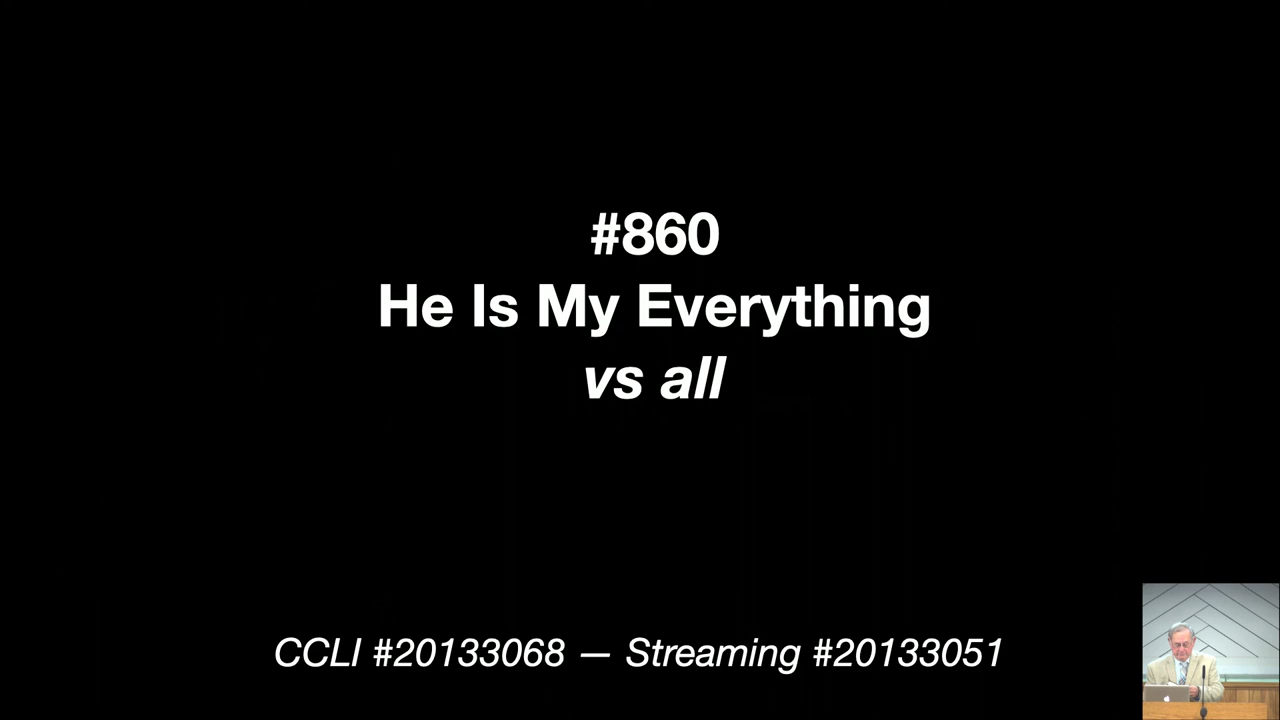 #860
He Is My Everything
vs all
CCLI #20133068 — Streaming #20133051